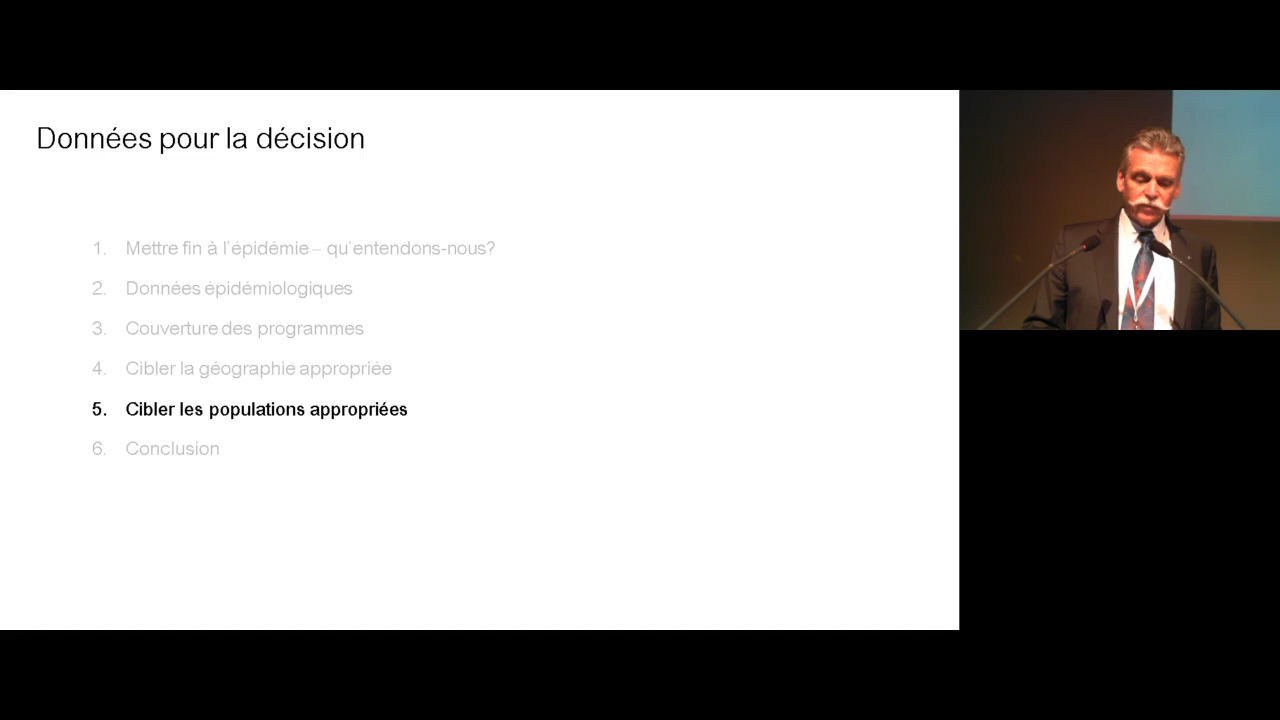 Données pour la décision
1. Mettre fin à l'épidémie – qu'entendons-nous?
2. Données épidémiologiques
3. Couverture des programmes
4. Cibler la géographie appropriée
5. Cibler les populations appropriées
6. Conclusion